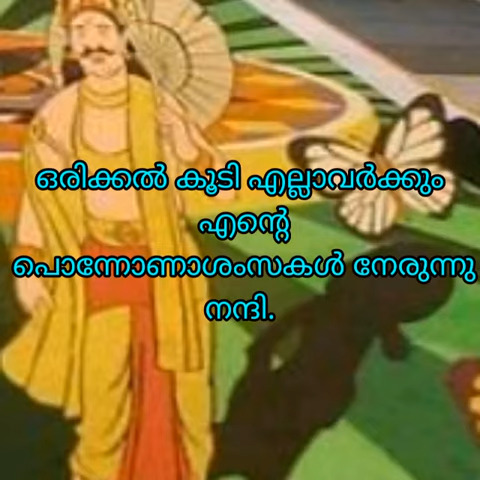 ഒരിക്കൽ കൂടി എല്ലാവർക്കും
എന്റെ
പൊന്നോണാശംസകൾ നേരുന്നു
നന്ദി.